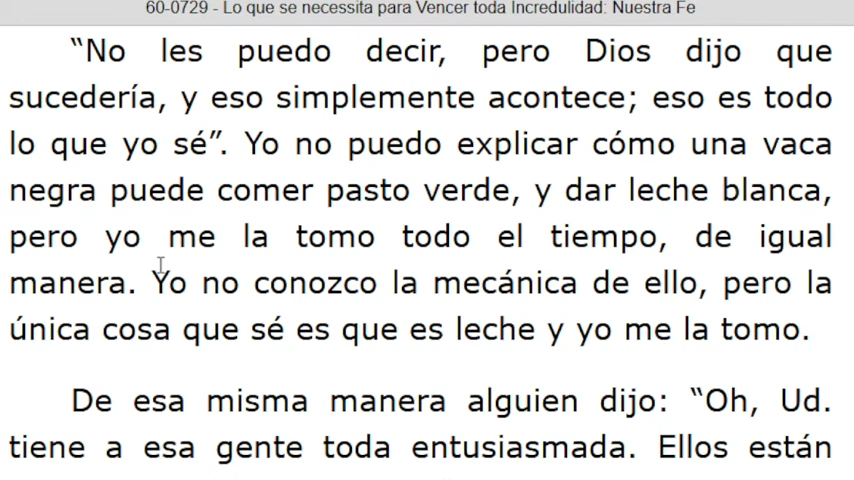 60-0729 - Lo que se necessita para Vencer toda Incredulidad: Nuestra Fe
“No les puedo decir, pero Dios dijo que
sucedería, y eso simplemente acontece; eso es todo
lo que yo sé”. Yo no puedo explicar cómo una vaca
negra puede comer pasto verde, y dar leche blanca,
pero yo me la tomo todo el tiempo, de igual
manera. Yo no conozco la mecánica de ello, pero la
única cosa que sé es que es leche y yo me la tomo.
De esa misma manera alguien dijo: “Oh, Ud.
tiene a esa gente toda entusiasmada. Ellos están